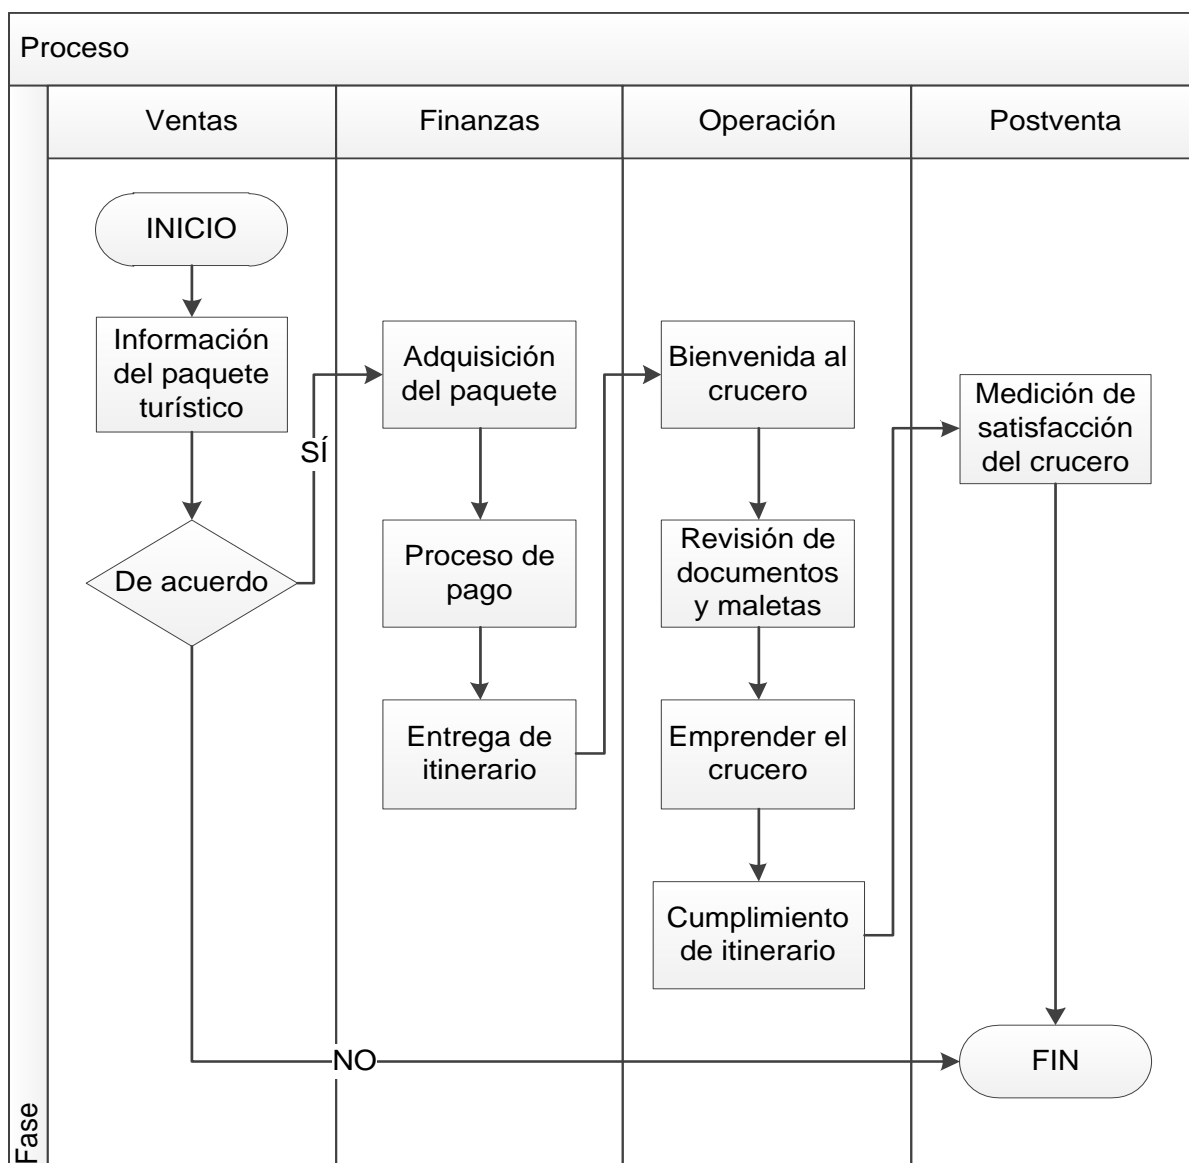 Proceso
Ventas
Finanzas
Operación
Postventa
INICIO
Información
del paquete
turístico
De acuerdo
SÍ
NO
Adquisición
del paquete
Proceso de
pago
Entrega de
itinerario
Bienvenida al
crucero
Revisión de
documentos
y maletas
Emprender el
crucero
Cumplimiento
de itinerario
Medición de
satisfacción
del crucero
FIN
Fase